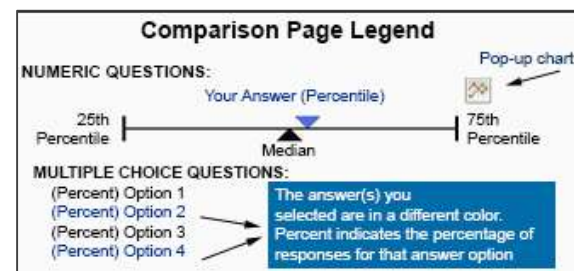 Comparison Page Legend
Pop-up chart
NUMERIC QUESTIONS:
Your Answer (Percentile)
25th
Percentile
75th
Percentile
Median
MULTIPLE CHOICE QUESTIONS:
(Percent) Option 1
(Percent) Option 2
(Percent) Option 3
(Percent) Option 4
The answer(s) you
selected are in a different color.
Percent indicates the percentage of
responses for that answer option